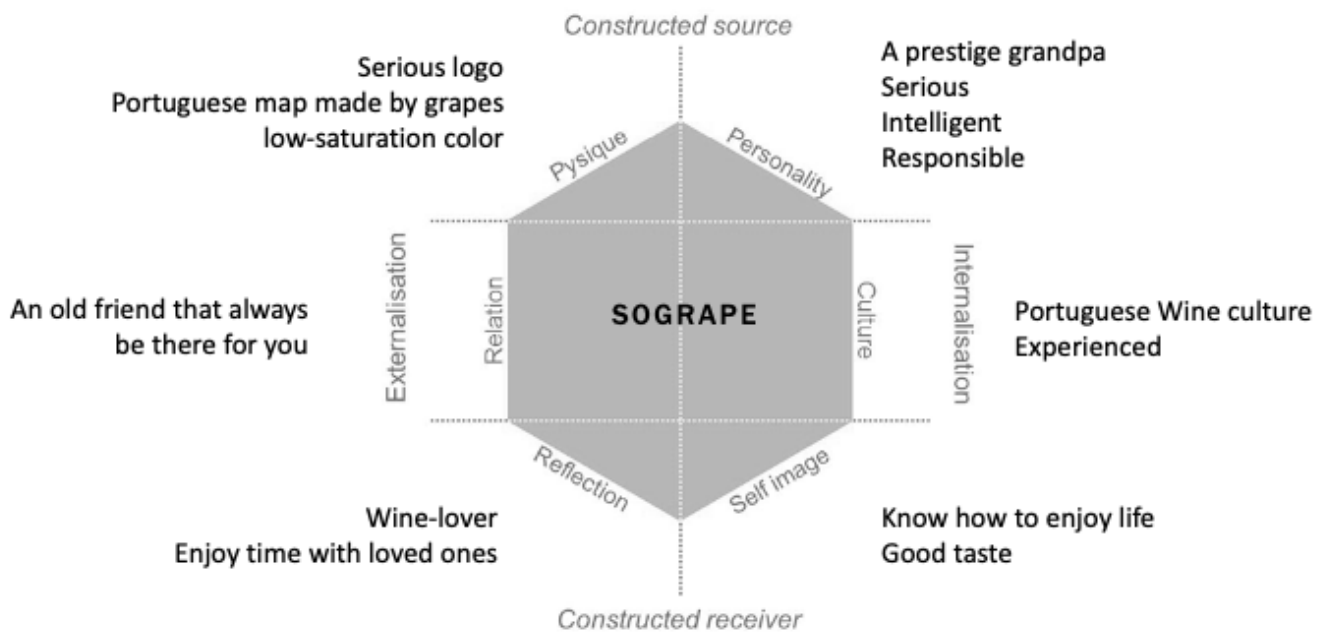 Constructed source
Serious logo
Portuguese map made by grapes
low-saturation color
A prestige grandpa
Serious
Intelligent
Responsible
Pysique
Personality
Externalisation
Relation
SOGRAPE
Culture
Internalisation
An old friend that always
be there for you
Portuguese Wine culture
Experienced
Reflection
Self image
Wine-lover
Enjoy time with loved ones
Know how to enjoy life
Good taste
Constructed receiver